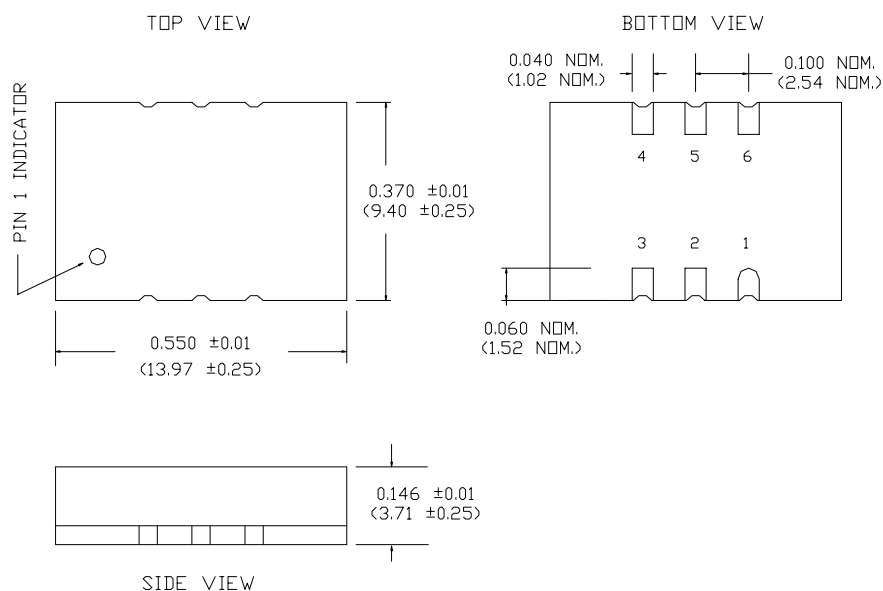 TOP VIEW
BOTTOM VIEW
0.040 NOM.
(1.02 NOM.)
0.100 NOM.
(2.54 NOM.)
PIN 1 INDICATOR
4 5 6
0.370 ±0.01
(9.40 ±0.25)
3 2 1
0.060 NOM.
(1.52 NOM.)
0.550 ±0.01
(13.97 ±0.25)
0.146 ±0.01
(3.71 ±0.25)
SIDE VIEW